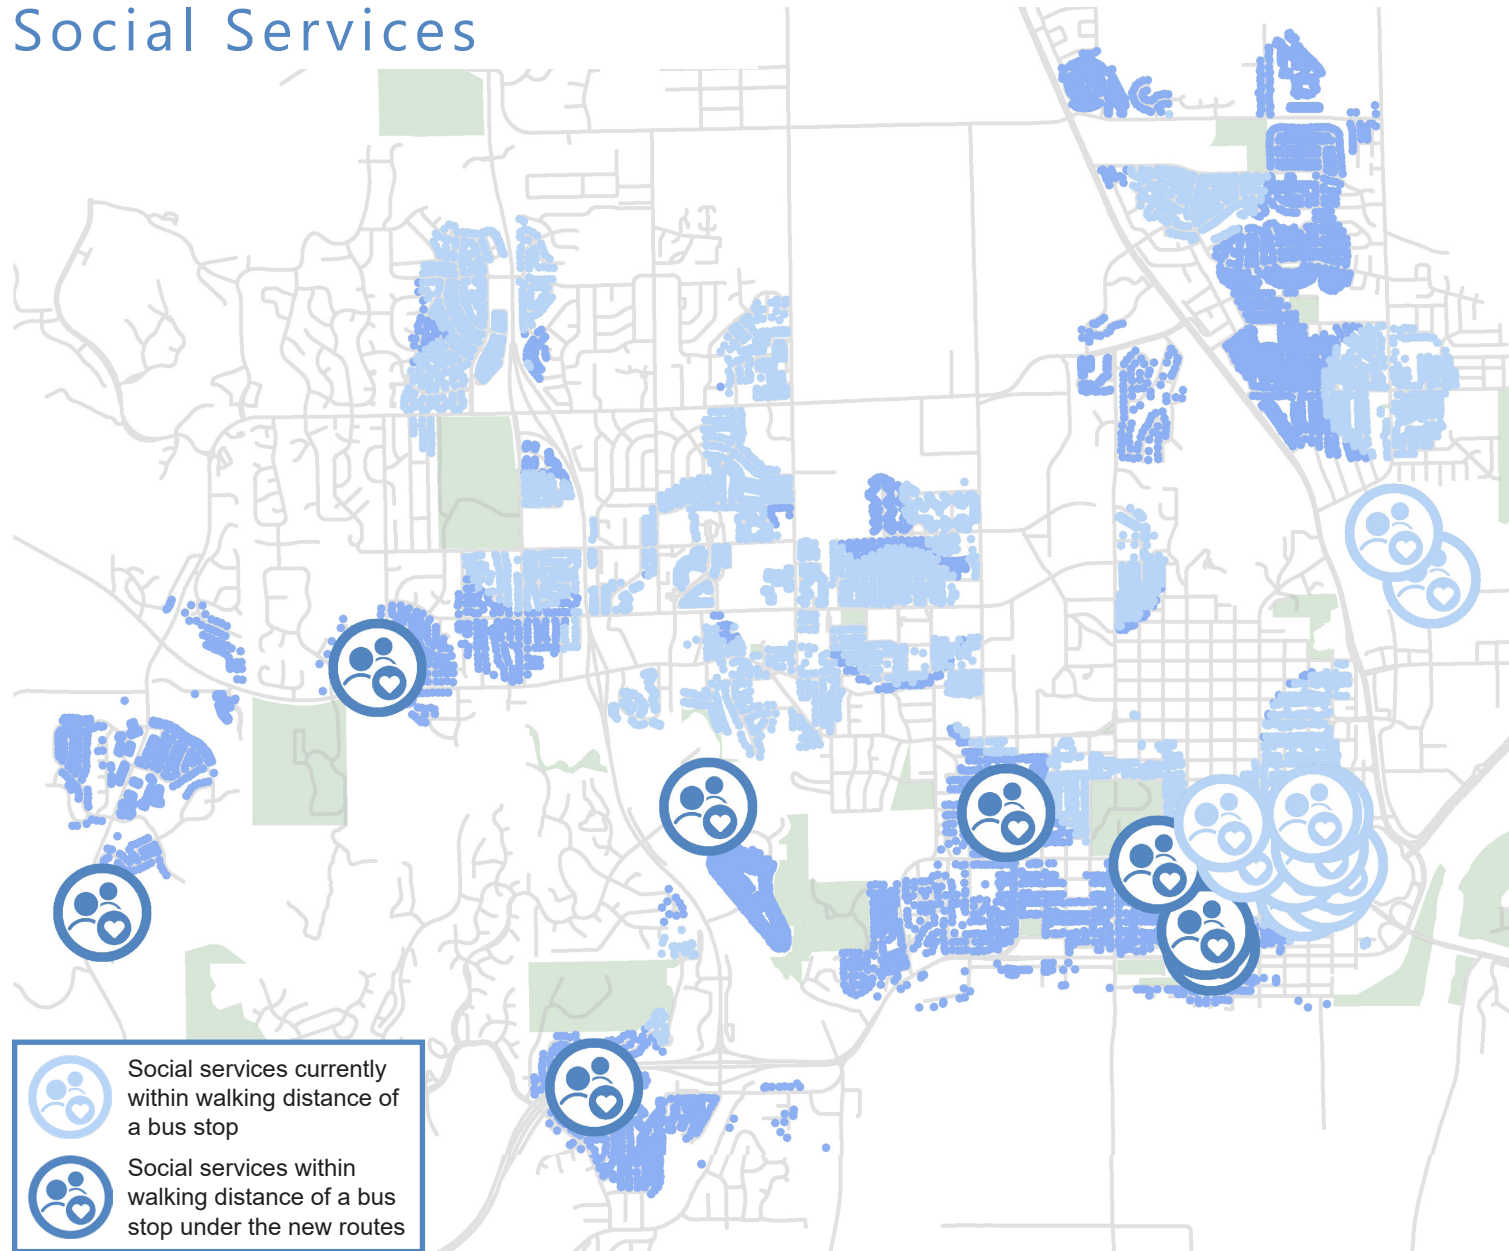 Social Services
Social services currently
within walking distance of
a bus stop
Social services within
walking distance of a bus
stop under the new routes